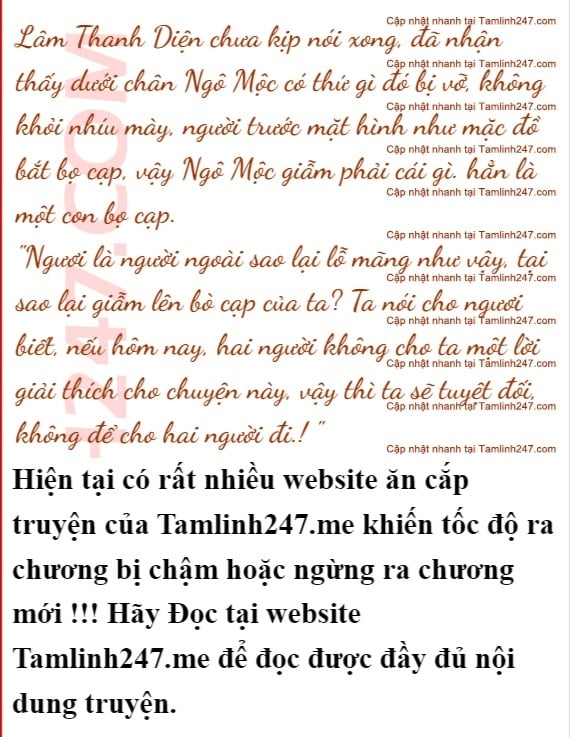 Cập nhật nhanh tại Tamlinh247.com
Lâm Thanh Diện chưa kịp nói xong, đã nhận
Cập nhật nhanh tại Tamlinh247.com
thấy dưới chân Ngô Mộc có thứ gì đó bị vỡ, không
Cập nhật nhanh tại Tamlinh247.com
khỏi nhíu mày, người trước mặt hình như mặc đồ
Cập nhật nhanh tại Tamlinh247.com
bắt bọ cạp, vậy Ngô Mộc giẫm phải cái gì. hẳn là
Cập nhật nhanh tại Tamlinh247.com
một con bọ cạp.
Cập nhật nhanh tại Tamlinh247.com
"Ngươi là người ngoài sao lại lỗ mãng như vậy, tại
Cập nhật nhanh tại Tamlinh247.com
sao lại giẫm lên bò cạp của ta? Ta nói cho ngươi
Cập nhật nhanh tại Tamlinh247.com
biết, nếu hôm nay, hai người không cho ta một lời
Cập nhật nhanh tại Tamlinh247.com
giải thích cho chuyện này, vậy thì ta sẽ tuyệt đối,
Cập nhật nhanh tại Tamlinh247.com
không để cho hai người đi.! "
Cập nhật nhanh tại Tamlinh247.com
Hiện tại có rất nhiều website ăn cắp
truyện của Tamlinh247.me khiến tốc độ ra
chương bị chậm hoặc ngừng ra chương
mới !!! Hãy Đọc tại website
Tamlinh247.me để đọc được đầy đủ nội
dung truyện.
1247.COM